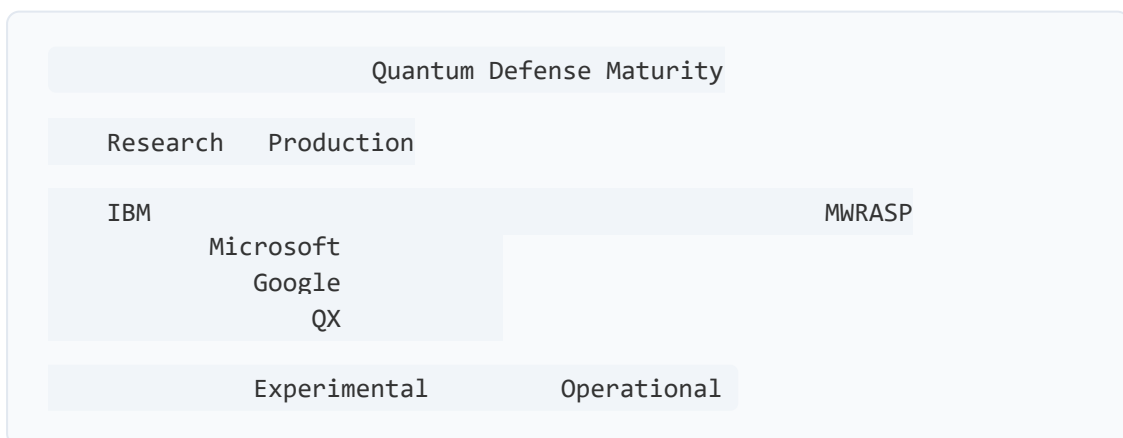 Quantum Defense Maturity
Research Production
IBM MWRASP
Microsoft
Google
QX
Experimental Operational